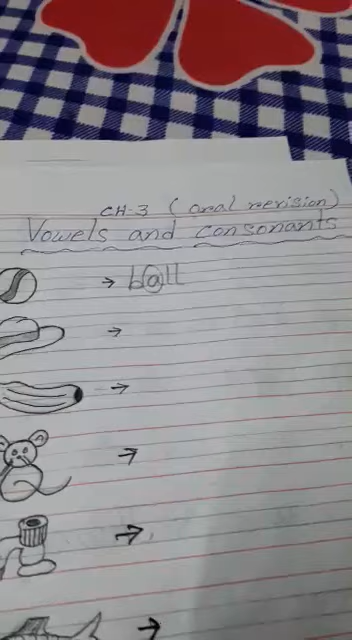 CH-3 (oral revision)
Vowels and consonants
→ ball
→
→
→
→
→